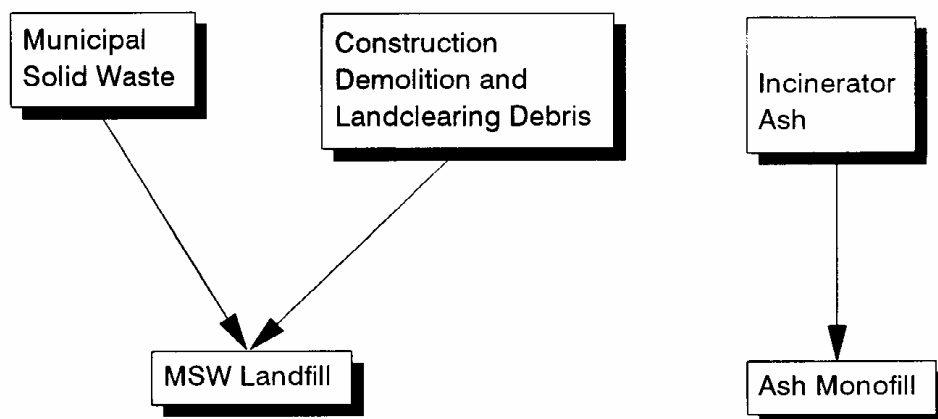 Municipal
Solid Waste
Construction
Demolition and
Landclearing Debris
Incinerator
Ash
MSW Landfill
Ash Monofill